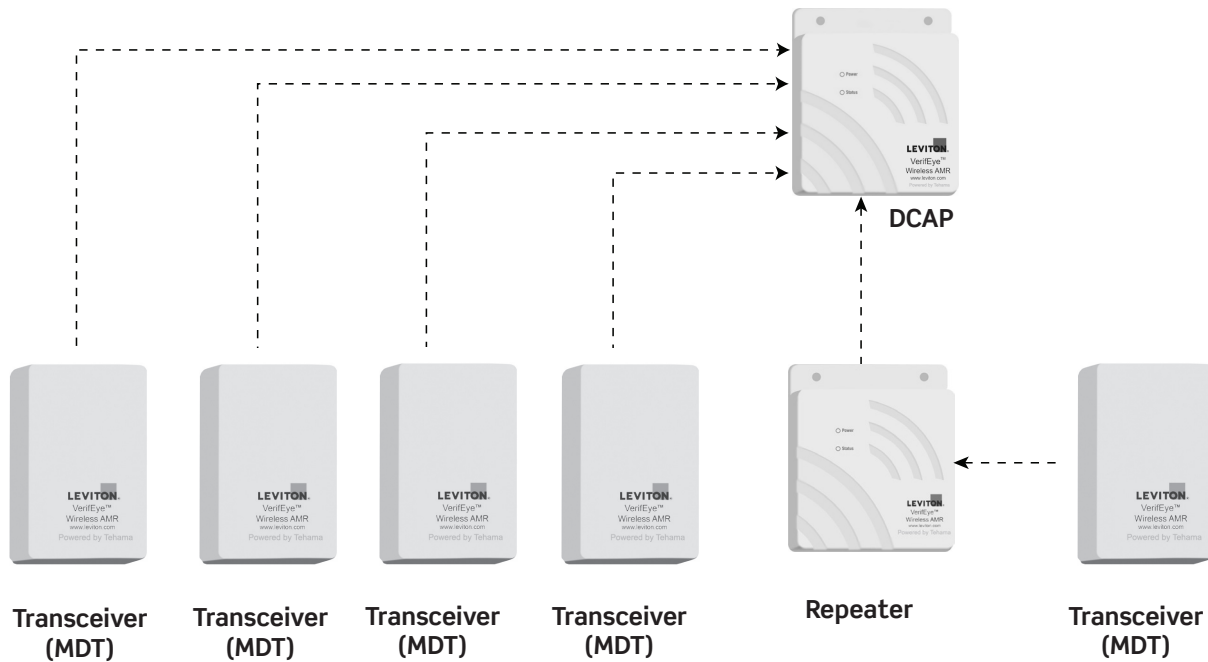 Power
Status
LEVITON.
VerifEye™
Wireless AMR
www.leviton.com
Powered by Tehama
DCAP
LEVITON.
VerifEye™
Wireless AMR
www.leviton.com
Powered by Tehama
Transceiver
(MDT)
LEVITON.
VerifEye™
Wireless AMR
www.leviton.com
Powered by Tehama
Transceiver
(MDT)
LEVITON.
VerifEye™
Wireless AMR
www.leviton.com
Powered by Tehama
Transceiver
(MDT)
LEVITON.
VerifEye™
Wireless AMR
www.leviton.com
Powered by Tehama
Transceiver
(MDT)
Power
Status
LEVITON.
VerifEye™
Wireless AMR
www.leviton.com
Powered by Tehama
Repeater
LEVITON.
VerifEye™
Wireless AMR
www.leviton.com
Powered by Tehama
Transceiver
(MDT)